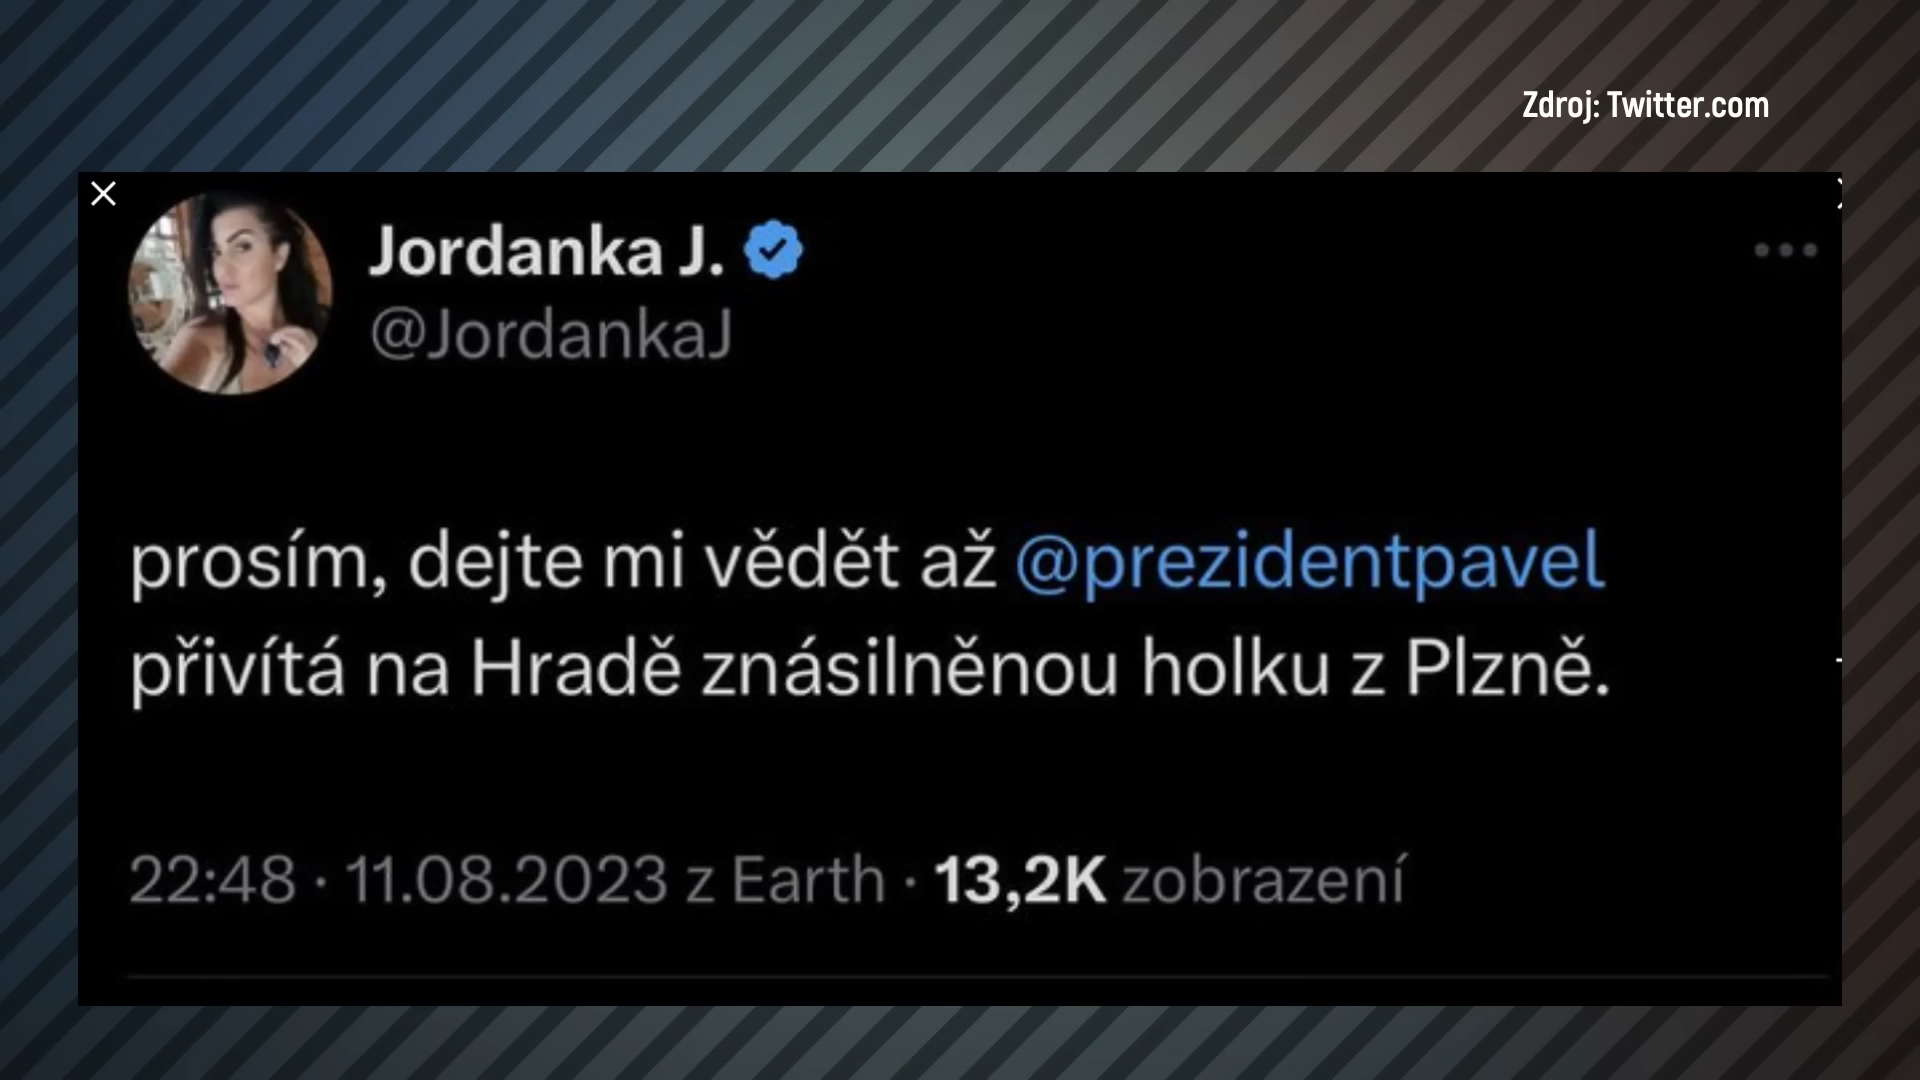 Zdroj: Twitter.com
Jordanka J.
@JordankaJ
prosím, dejte mi vědět až @prezidentpavel
přivítá na Hradě znásilněnou holku z Plzně.
22:48 · 11.08.2023 z Earth · 13,2K zobrazení